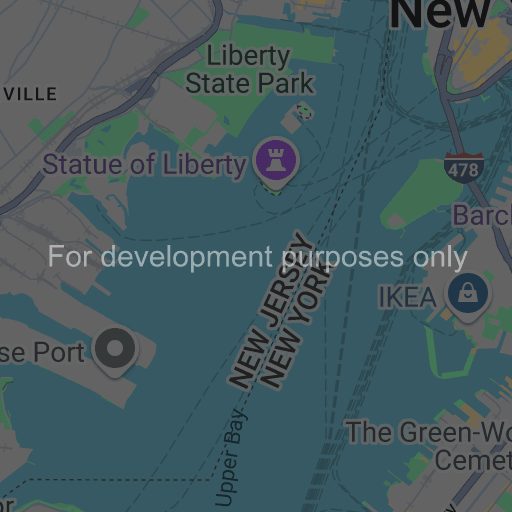 New
Liberty
State Park
VILLE
Statue of Liberty
478
Barc
For development purposes only
NEW JERSEY
NEW YORK
IKEA
se Port
Upper Bay
The Green-Wo
Cemet
or